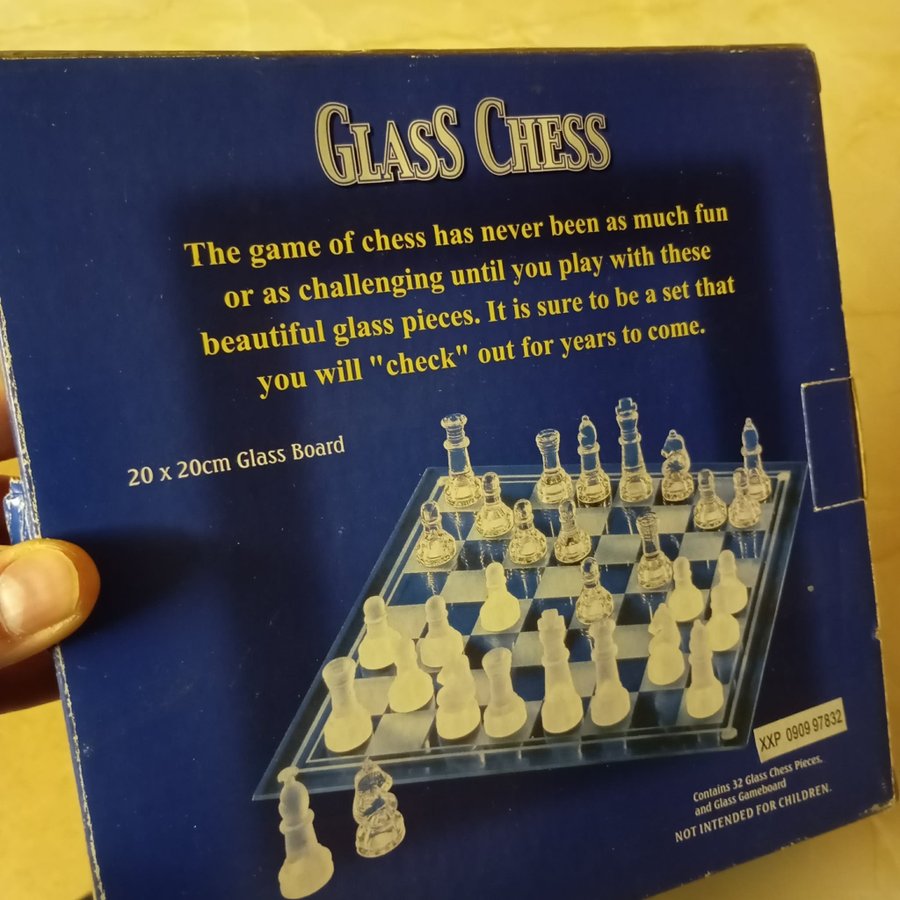 GLASS CHESS
The game of chess has never been as much fun
or as challenging until you play with these
beautiful glass pieces. It is sure to be a set that
you will "check" out for years to come.
20 x 20cm Glass Board
XXP 0909 97832
Contains 32 Glass Chess Pieces,
and Glass Gameboard
NOT INTENDED FOR CHILDREN.